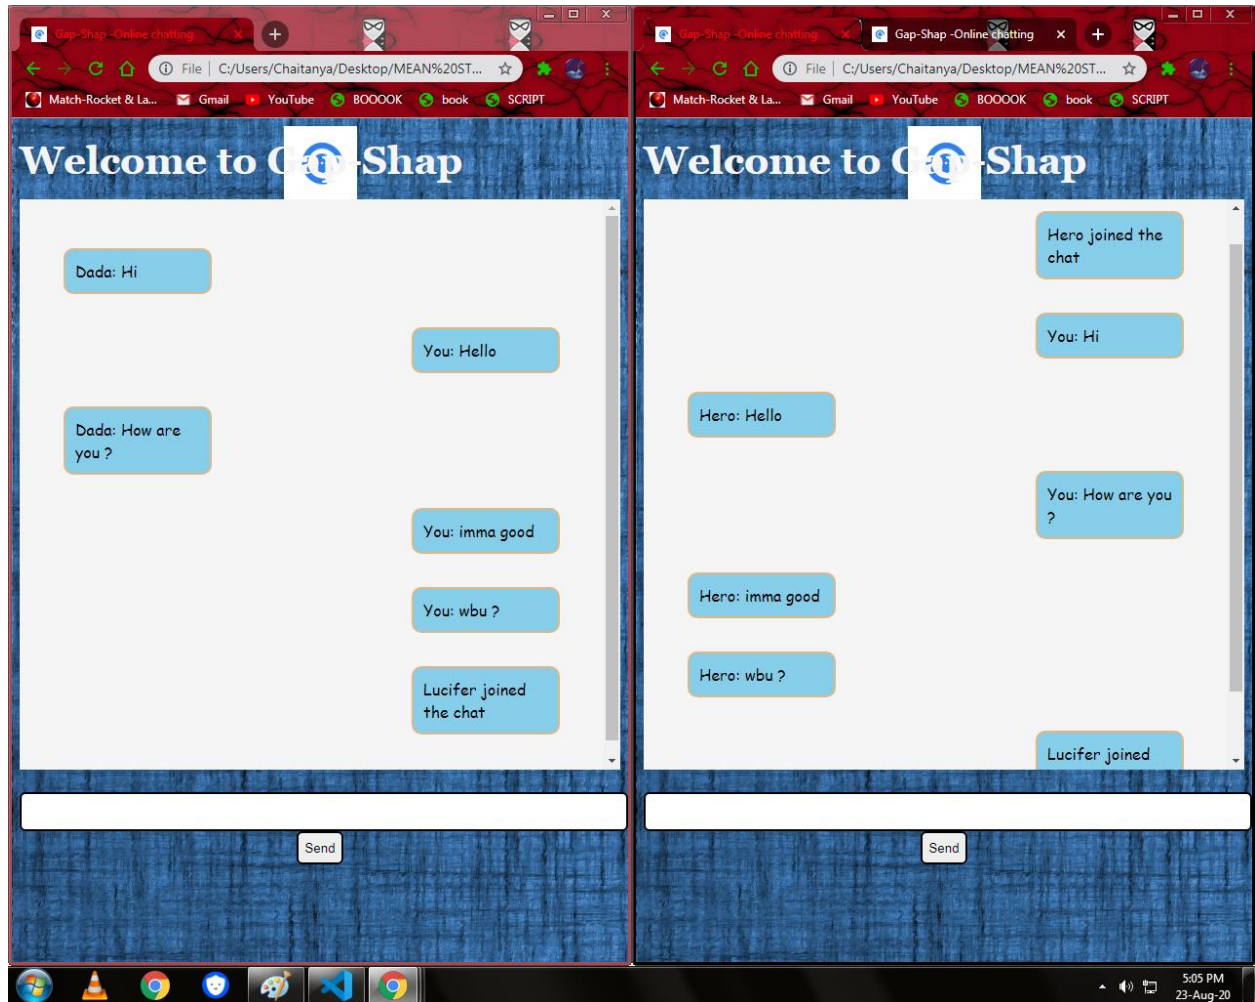 Gap-Shap -Online chatting
File | C:/Users/Chaitanya/Desktop/MEAN%20ST...
Match-Rocket & La... Gmail YouTube BOOOOK book SCRIPT
Welcome to Gap-Shap
Dada: Hi
You: Hello
Dada: How are
you ?
You: imma good
You: wbu ?
Lucifer joined
the chat
Send
Gap-Shap -Online chatting Gap-Shap -Online chatting
File | C:/Users/Chaitanya/Desktop/MEAN%20ST...
Match-Rocket & La... Gmail YouTube BOOOOK book SCRIPT
Welcome to Gap-Shap
Hero joined the
chat
You: Hi
Hero: Hello
You: How are you
?
Hero: imma good
Hero: wbu ?
Lucifer joined
Send
5:05 PM
23-Aug-20